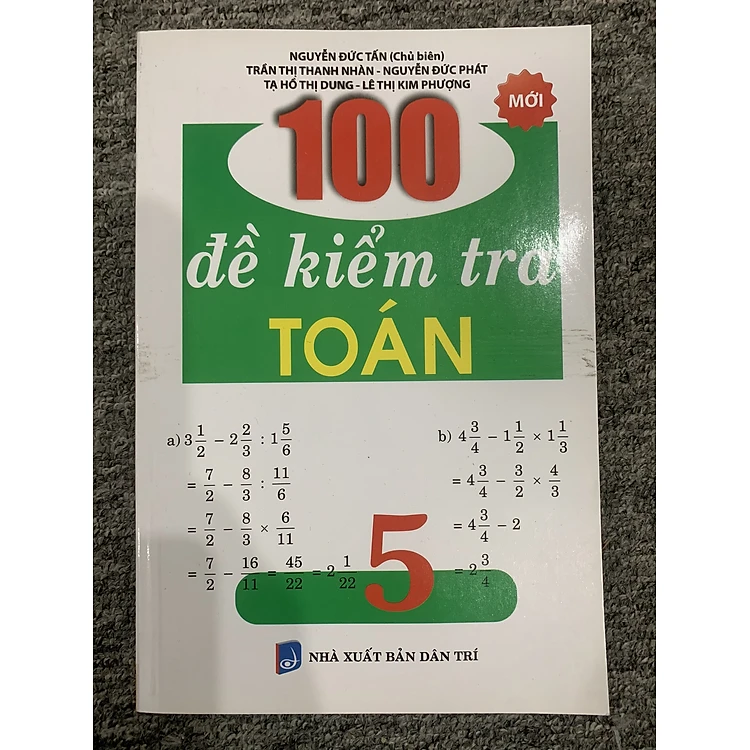 NGUYỄN ĐỨC TẤN (Chủ biên)
TRẦN THỊ THANH NHÀN - NGUYỄN ĐỨC PHÁT
TẠ HỒ THỊ DUNG - LÊ THỊ KIM PHƯỢNG
MỚI
100
đề kiểm tra
TOÁN
a) 3 1/2 − 2 2/3 : 1 5/6
= 7/2 − 8/3 : 11/6
= 7/2 − 8/3 × 6/11
= 7/2 − 16/11 = 45/22 = 2 1/22
b) 4 3/4 − 1 1/2 × 1 1/3
= 4 3/4 − 3/2 × 4/3
= 4 3/4 − 2
= 2 3/4
5
NHÀ XUẤT BẢN DÂN TRÍ